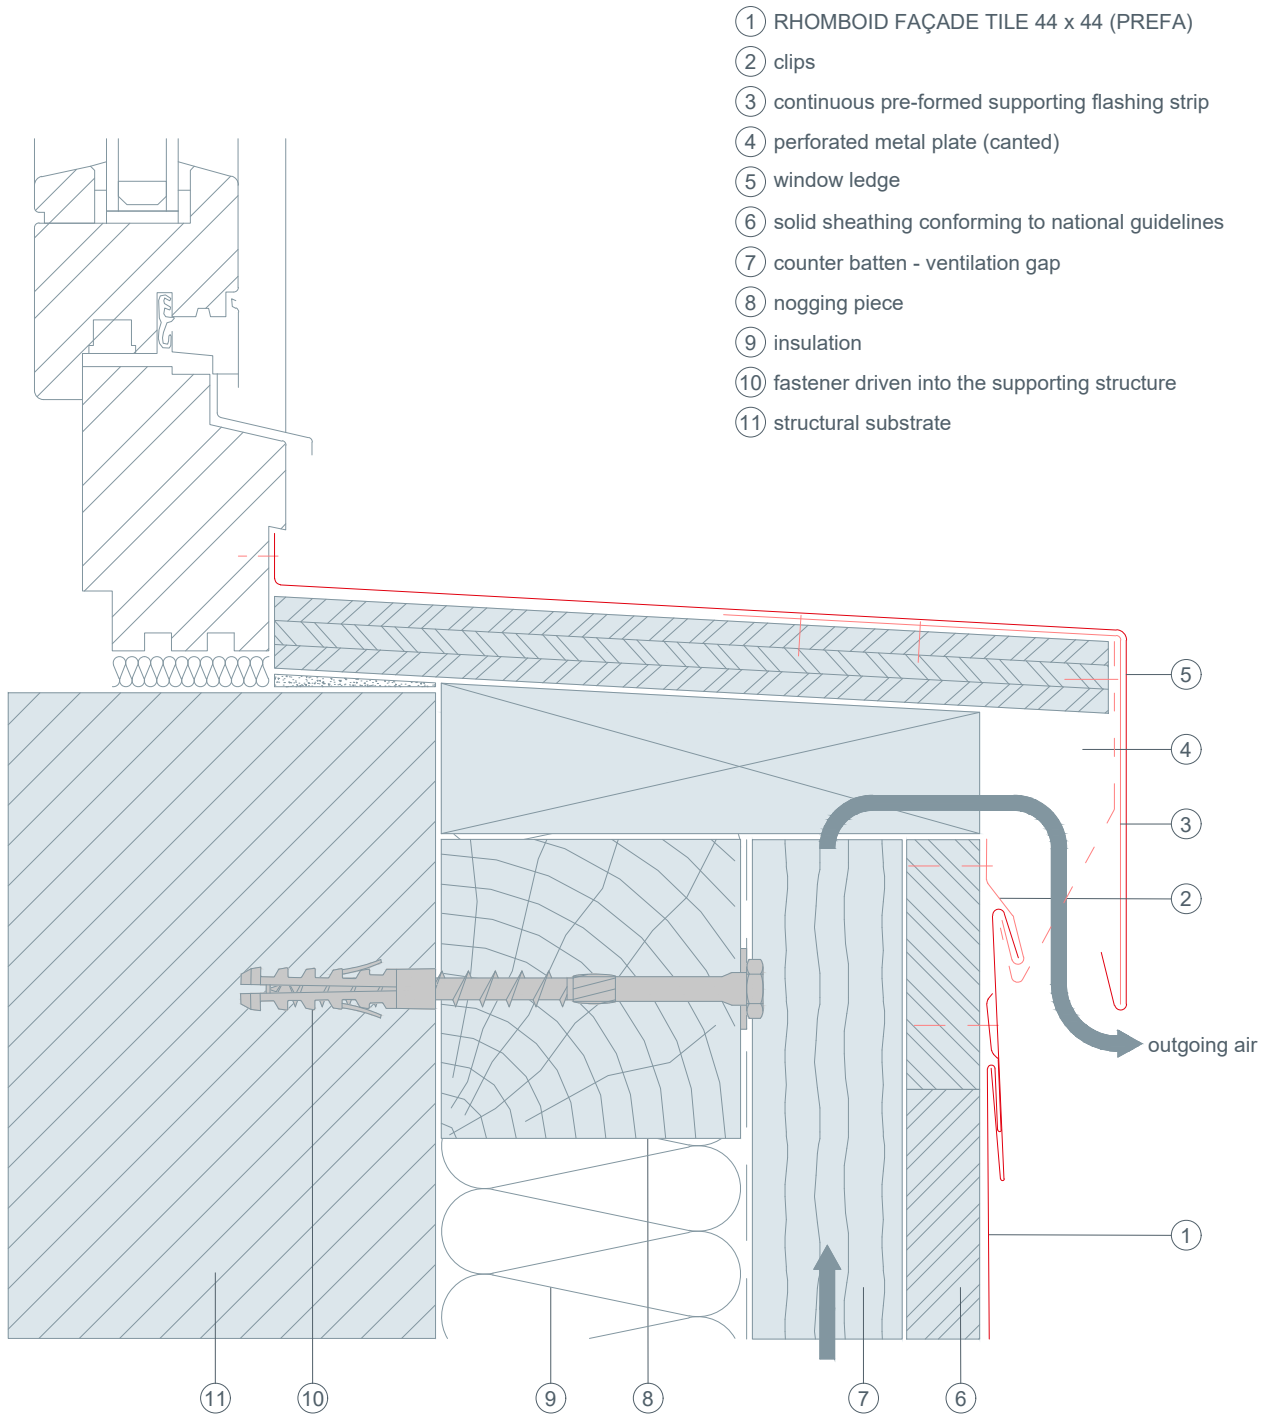 1 RHOMBOID FAÇADE TILE 44 x 44 (PREFA)
2 clips
3 continuous pre-formed supporting flashing strip
4 perforated metal plate (canted)
5 window ledge
6 solid sheathing conforming to national guidelines
7 counter batten - ventilation gap
8 nogging piece
9 insulation
10 fastener driven into the supporting structure
11 structural substrate
5
4
3
2
outgoing air
1
11 10 9 8 7 6